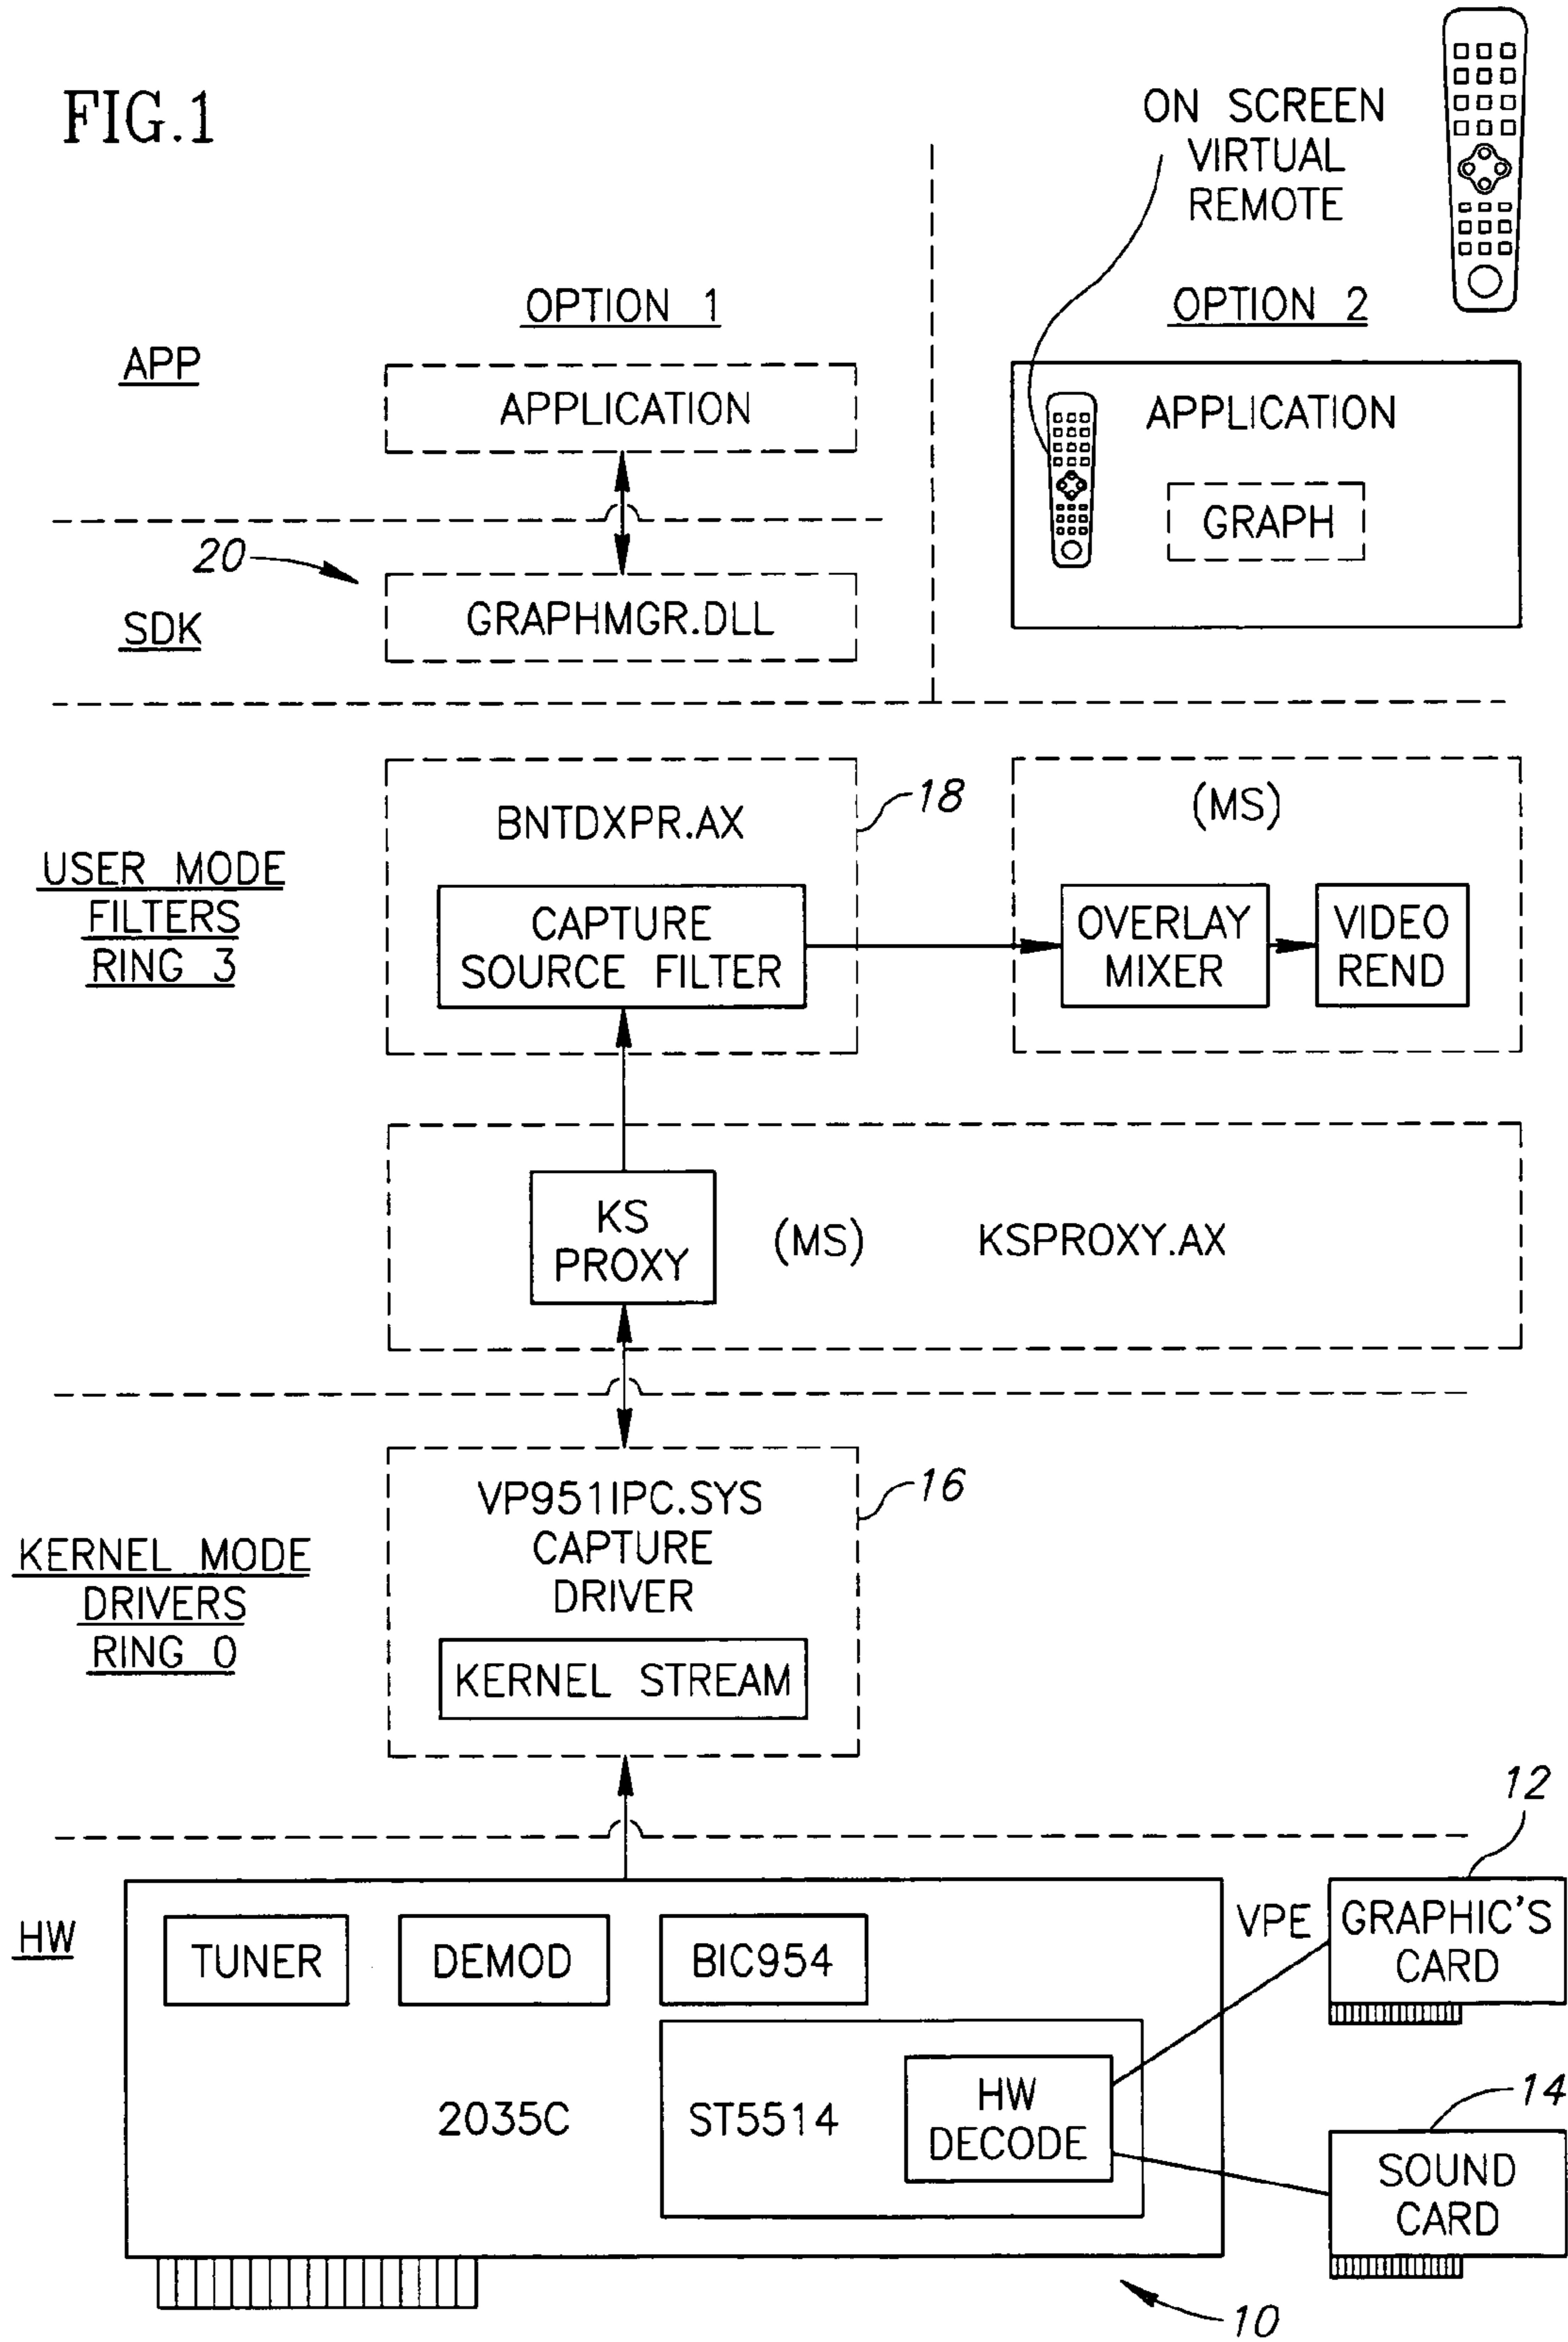 FIG.1
ON SCREEN
VIRTUAL
REMOTE
OPTION 1
OPTION 2
APP
APPLICATION
APPLICATION
GRAPH
20
SDK
GRAPHMGR.DLL
USER MODE
FILTERS
RING 3
BNTDXPR.AX
18
CAPTURE
SOURCE FILTER
(MS)
OVERLAY
MIXER
VIDEO
REND
KS
PROXY
(MS)
KSPROXY.AX
KERNEL MODE
DRIVERS
RING 0
VP951IPC.SYS
CAPTURE
DRIVER
16
KERNEL STREAM
HW
TUNER
DEMOD
BIC954
VPE
12
GRAPHIC'S
CARD
2035C
ST5514
HW
DECODE
14
SOUND
CARD
10